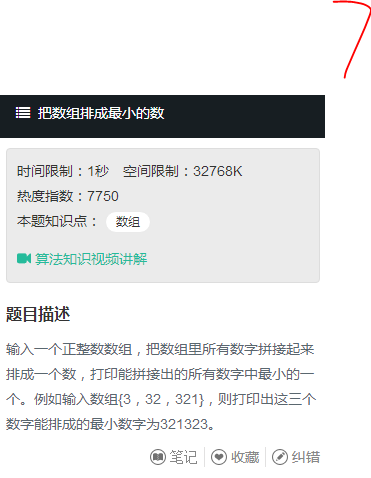 7
把数组排成最小的数
时间限制：1秒 空间限制：32768K
热度指数：7750
本题知识点： 数组
算法知识视频讲解
题目描述
输入一个正整数数组，把数组里所有数字拼接起来
排成一个数，打印能拼接出的所有数字中最小的一
个。例如输入数组{3，32，321}，则打印出这三个
数字能排成的最小数字为321323。
笔记 收藏 纠错